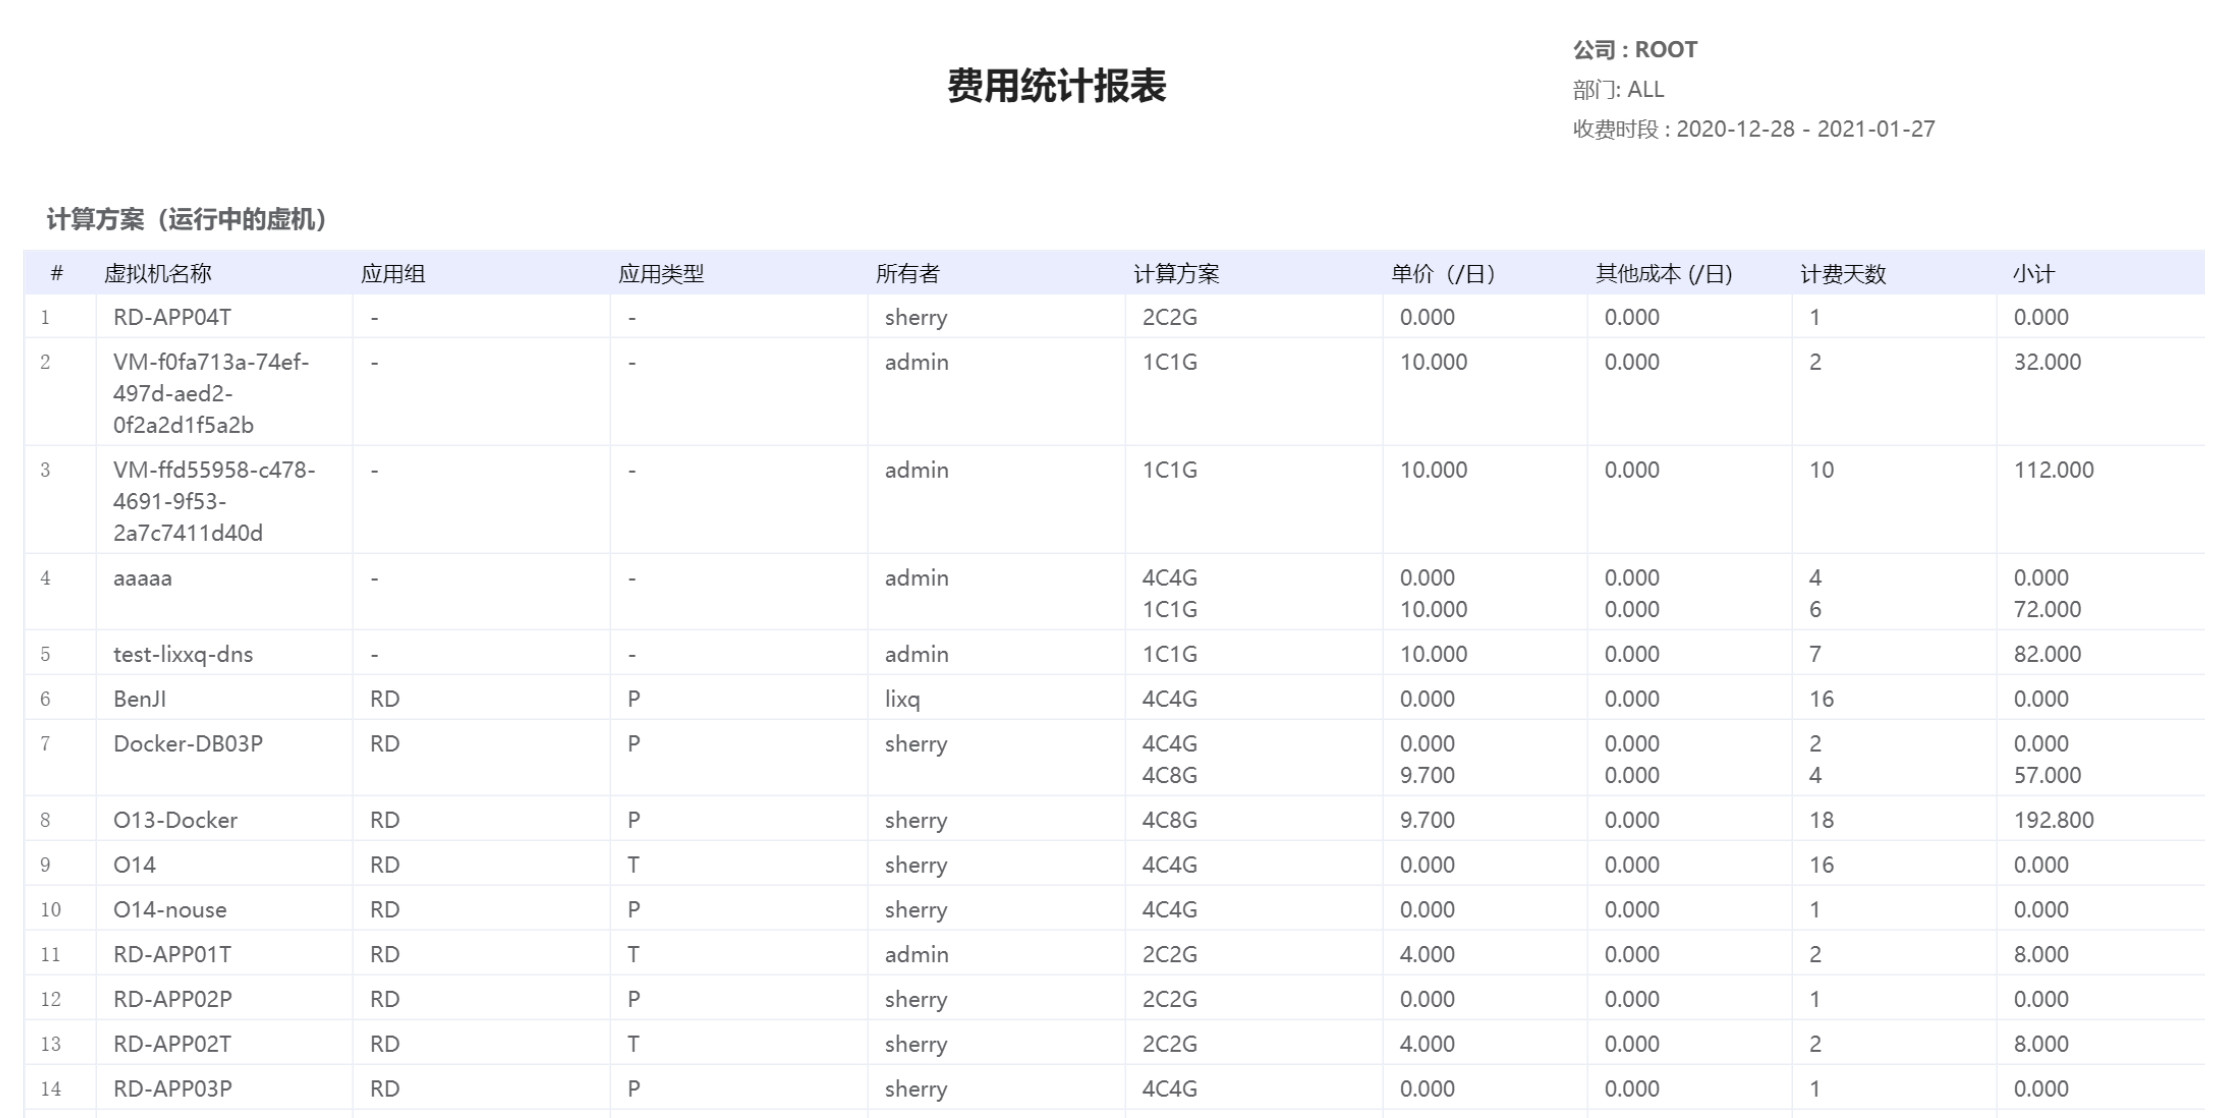 公司 : ROOT
费用统计报表
部门: ALL
收费时段 : 2020-12-28 - 2021-01-27
计算方案（运行中的虚机）
# 虚拟机名称 应用组 应用类型 所有者 计算方案 单价（/日） 其他成本 (/日) 计费天数 小计
1 RD-APP04T - - sherry 2C2G 0.000 0.000 1 0.000
2 VM-f0fa713a-74ef- - - admin 1C1G 10.000 0.000 2 32.000
497d-aed2-
0f2a2d1f5a2b
3 VM-ffd55958-c478- - - admin 1C1G 10.000 0.000 10 112.000
4691-9f53-
2a7c7411d40d
4 aaaaa - - admin 4C4G 0.000 0.000 4 0.000
1C1G 10.000 0.000 6 72.000
5 test-lixxq-dns - - admin 1C1G 10.000 0.000 7 82.000
6 BenJI RD P lixq 4C4G 0.000 0.000 16 0.000
7 Docker-DB03P RD P sherry 4C4G 0.000 0.000 2 0.000
4C8G 9.700 0.000 4 57.000
8 O13-Docker RD P sherry 4C8G 9.700 0.000 18 192.800
9 O14 RD T sherry 4C4G 0.000 0.000 16 0.000
10 O14-nouse RD P sherry 4C4G 0.000 0.000 1 0.000
11 RD-APP01T RD T admin 2C2G 4.000 0.000 2 8.000
12 RD-APP02P RD P sherry 2C2G 0.000 0.000 1 0.000
13 RD-APP02T RD T sherry 2C2G 4.000 0.000 2 8.000
14 RD-APP03P RD P sherry 4C4G 0.000 0.000 1 0.000